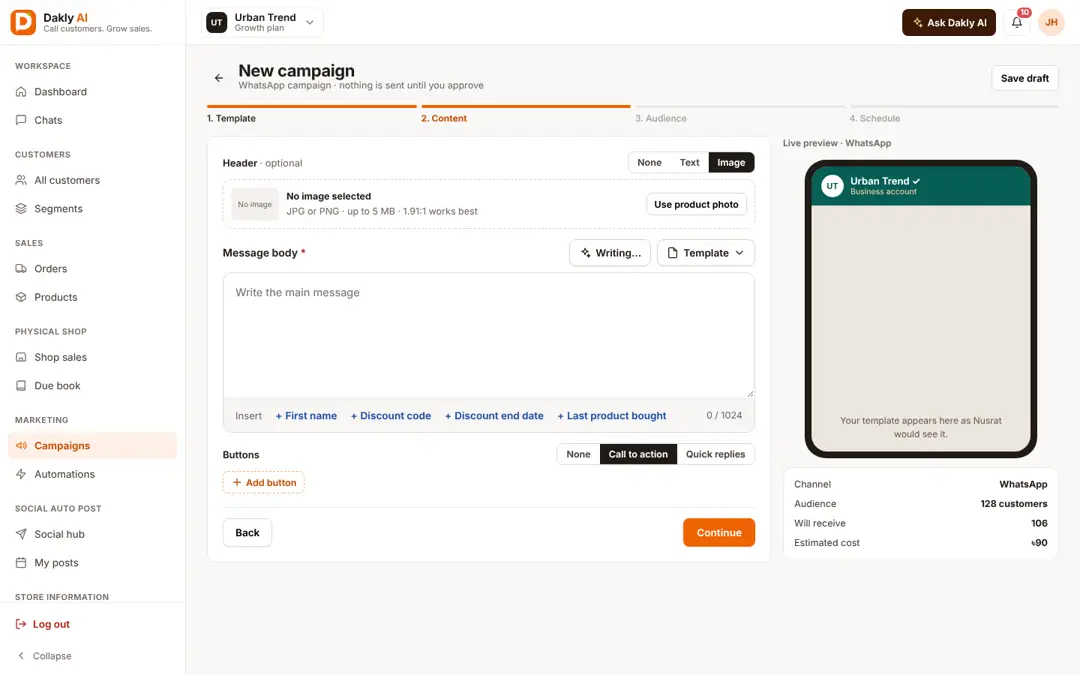 Dakly AI
Call customers. Grow sales.
UT
Urban Trend
Growth plan
Ask Dakly AI
10
JH
WORKSPACE
Dashboard
Chats
CUSTOMERS
All customers
Segments
SALES
Orders
Products
PHYSICAL SHOP
Shop sales
Due book
MARKETING
Campaigns
Automations
SOCIAL AUTO POST
Social hub
My posts
STORE INFORMATION
Log out
Collapse
New campaign
WhatsApp campaign · nothing is sent until you approve
Save draft
1. Template
2. Content
3. Audience
4. Schedule
Header · optional
None Text Image
No image
No image selected
JPG or PNG · up to 5 MB · 1.91:1 works best
Use product photo
Message body *
Writing...
Template
Write the main message
Insert + First name + Discount code + Discount end date + Last product bought 0 / 1024
Buttons
None Call to action Quick replies
+ Add button
Back
Continue
Live preview · WhatsApp
UT
Urban Trend ✓
Business account
Your template appears here as Nusrat
would see it.
Channel WhatsApp
Audience 128 customers
Will receive 106
Estimated cost ৳90